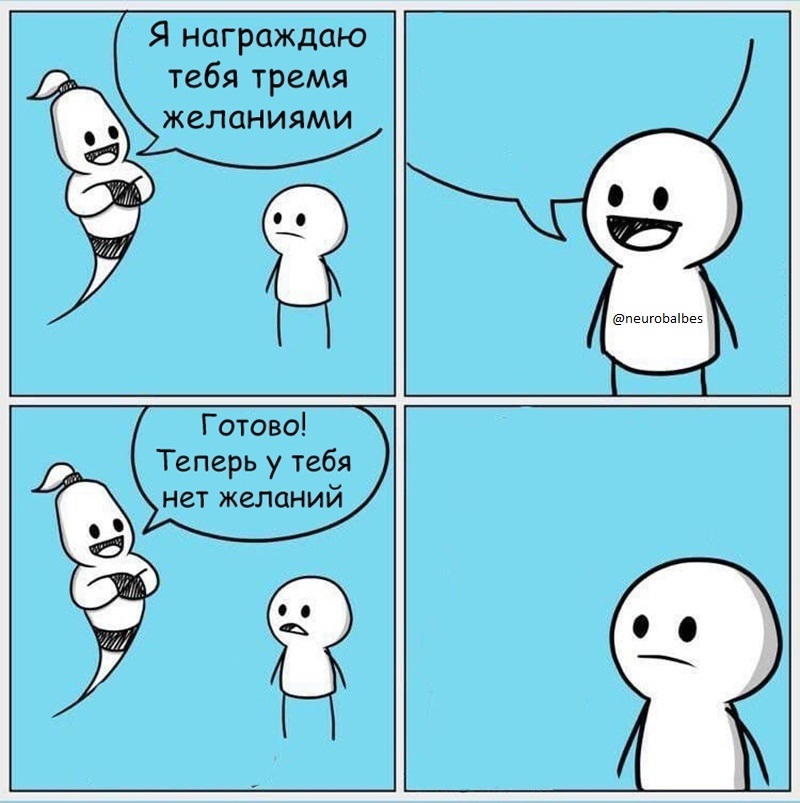 Я награждаю
тебя тремя
желаниями
@neurobalbes
Готово!
Теперь у тебя
нет желаний